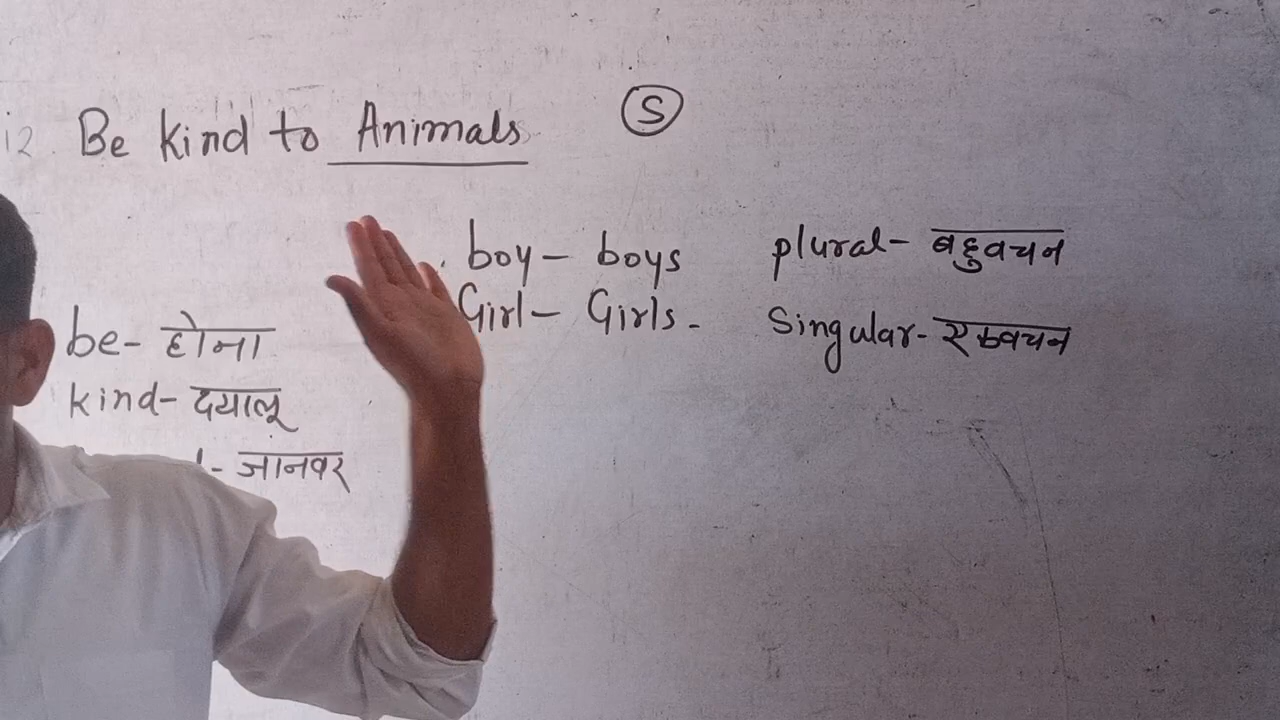 12 Be kind to Animals S
boy - boys plural - बहुवचन
Girl - Girls - Singular - एकवचन
be - होना
kind - दयालू
- जानवर